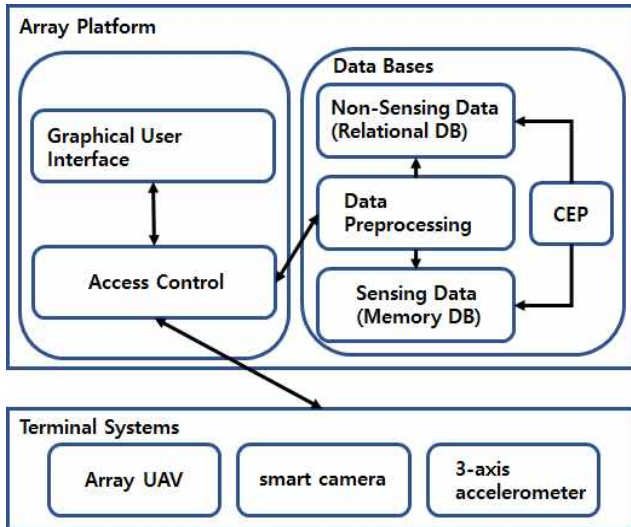 Array Platform
Graphical User
Interface
Access Control
Data Bases
Non-Sensing Data
(Relational DB)
Data
Preprocessing
CEP
Sensing Data
(Memory DB)
Terminal Systems
Array UAV
smart camera
3-axis
accelerometer